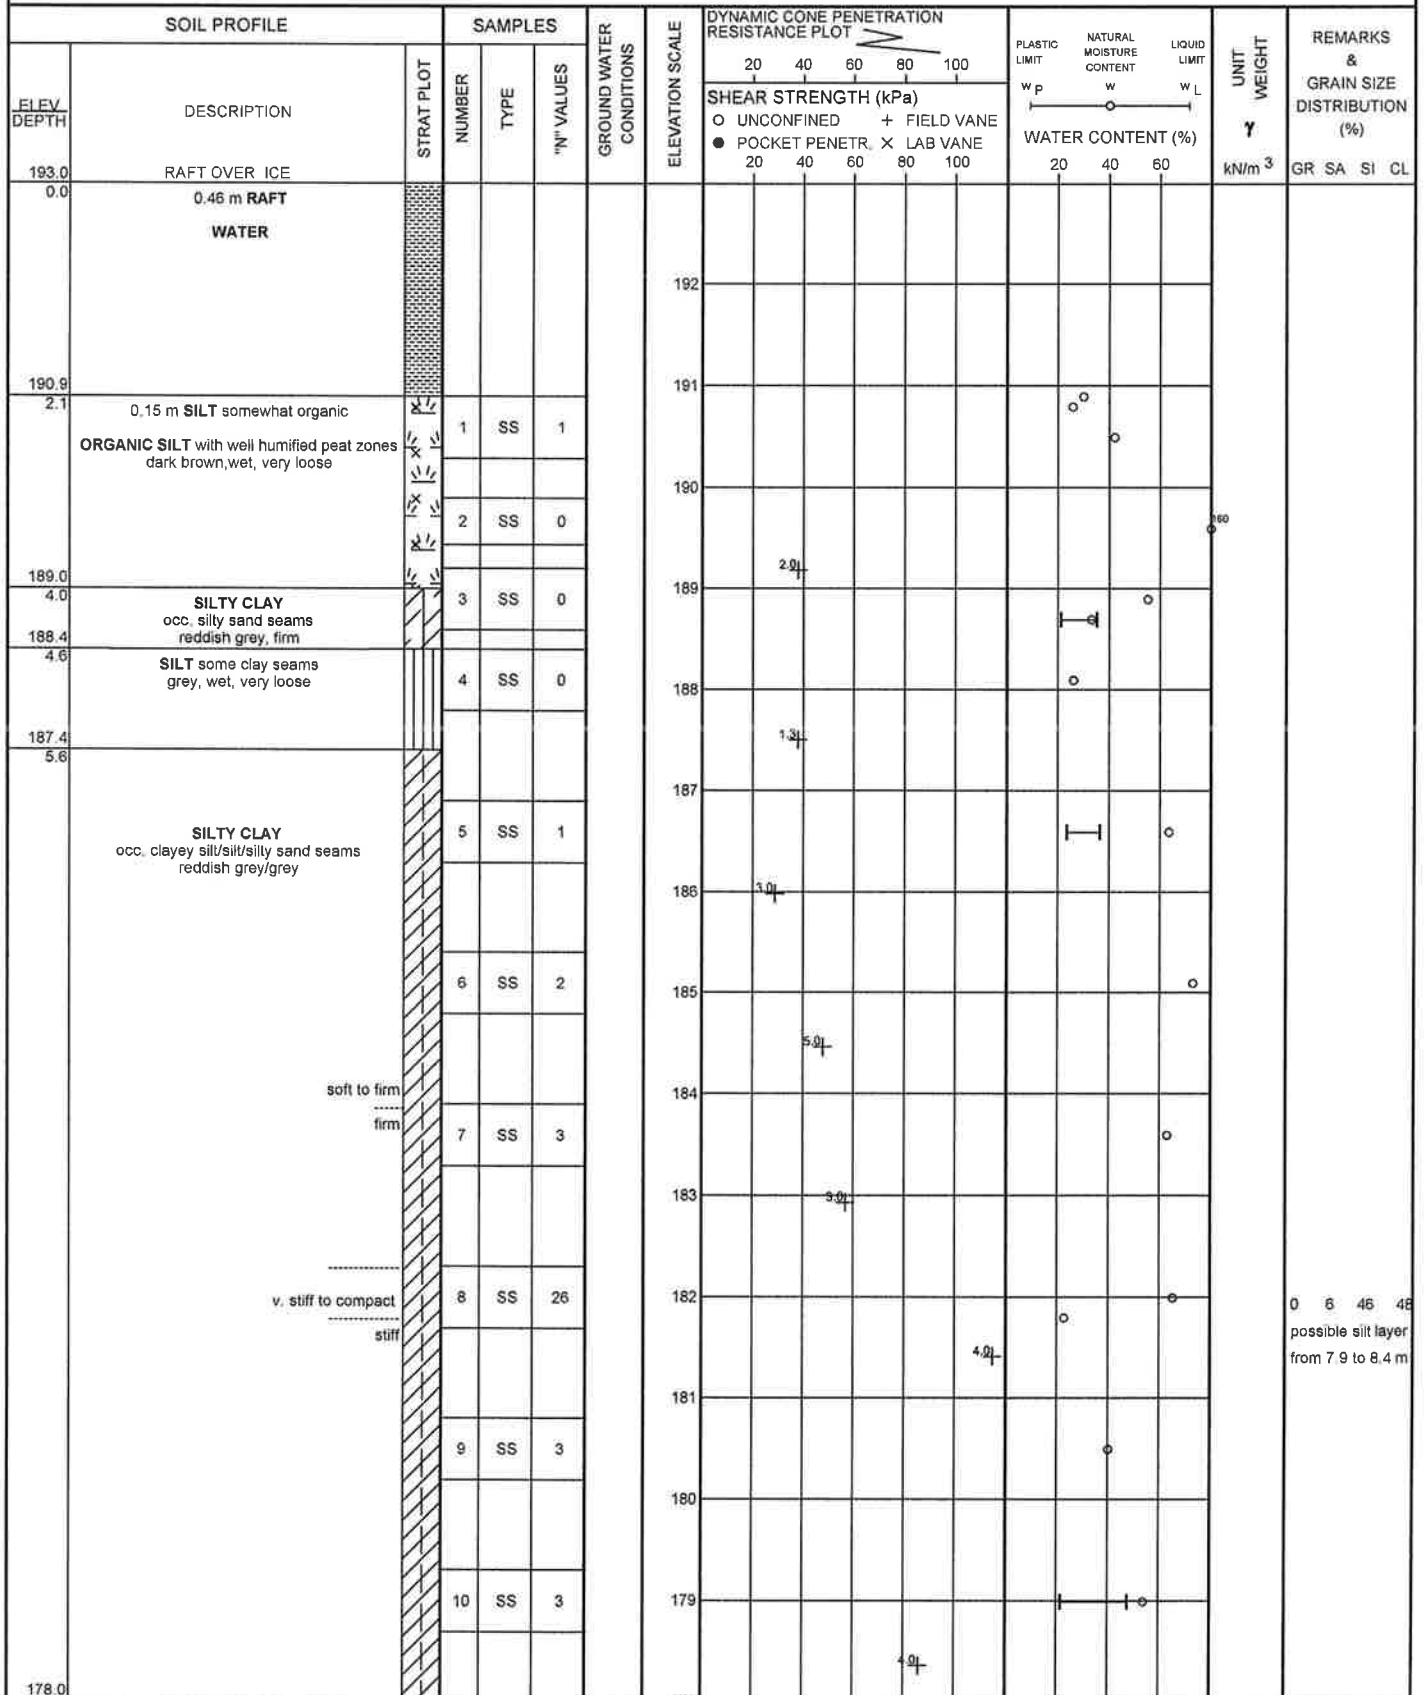 SOIL PROFILE
SAMPLES
GROUND WATER
CONDITIONS
ELEVATION SCALE
DYNAMIC CONE PENETRATION
RESISTANCE PLOT
20 40 60 80 100
SHEAR STRENGTH (kPa)
O UNCONFINED + FIELD VANE
● POCKET PENETR. × LAB VANE
20 40 60 80 100
PLASTIC
LIMIT
NATURAL
MOISTURE
CONTENT
LIQUID
LIMIT
w P w w L
WATER CONTENT (%)
20 40 60
UNIT
WEIGHT
γ
kN/m 3
REMARKS
&
GRAIN SIZE
DISTRIBUTION
(%)
GR SA SI CL
ELEV
DEPTH
DESCRIPTION
STRAT PLOT
NUMBER
TYPE
"N" VALUES
193.0 RAFT OVER ICE
0.0 0.46 m RAFT
WATER
192
190.9
191
2.1 0.15 m SILT somewhat organic
1 SS 1
ORGANIC SILT with well humified peat zones
dark brown,wet, very loose
190
2 SS 0
160
2.0
189.0
189
4.0 SILTY CLAY
3 SS 0
occ. silty sand seams
188.4 reddish grey, firm
4.6 SILT some clay seams
grey, wet, very loose
4 SS 0
188
187.4
1.3
5.6
187
SILTY CLAY
5 SS 1
occ. clayey silt/silt/silty sand seams
reddish grey/grey
186
3.0
6 SS 2
185
5.0
soft to firm
184
firm
7 SS 3
183
3.0
v. stiff to compact
8 SS 26
182
0 6 46 48
stiff
possible silt layer
from 7.9 to 8.4 m
4.0
181
9 SS 3
180
10 SS 3
179
4.0
178.0